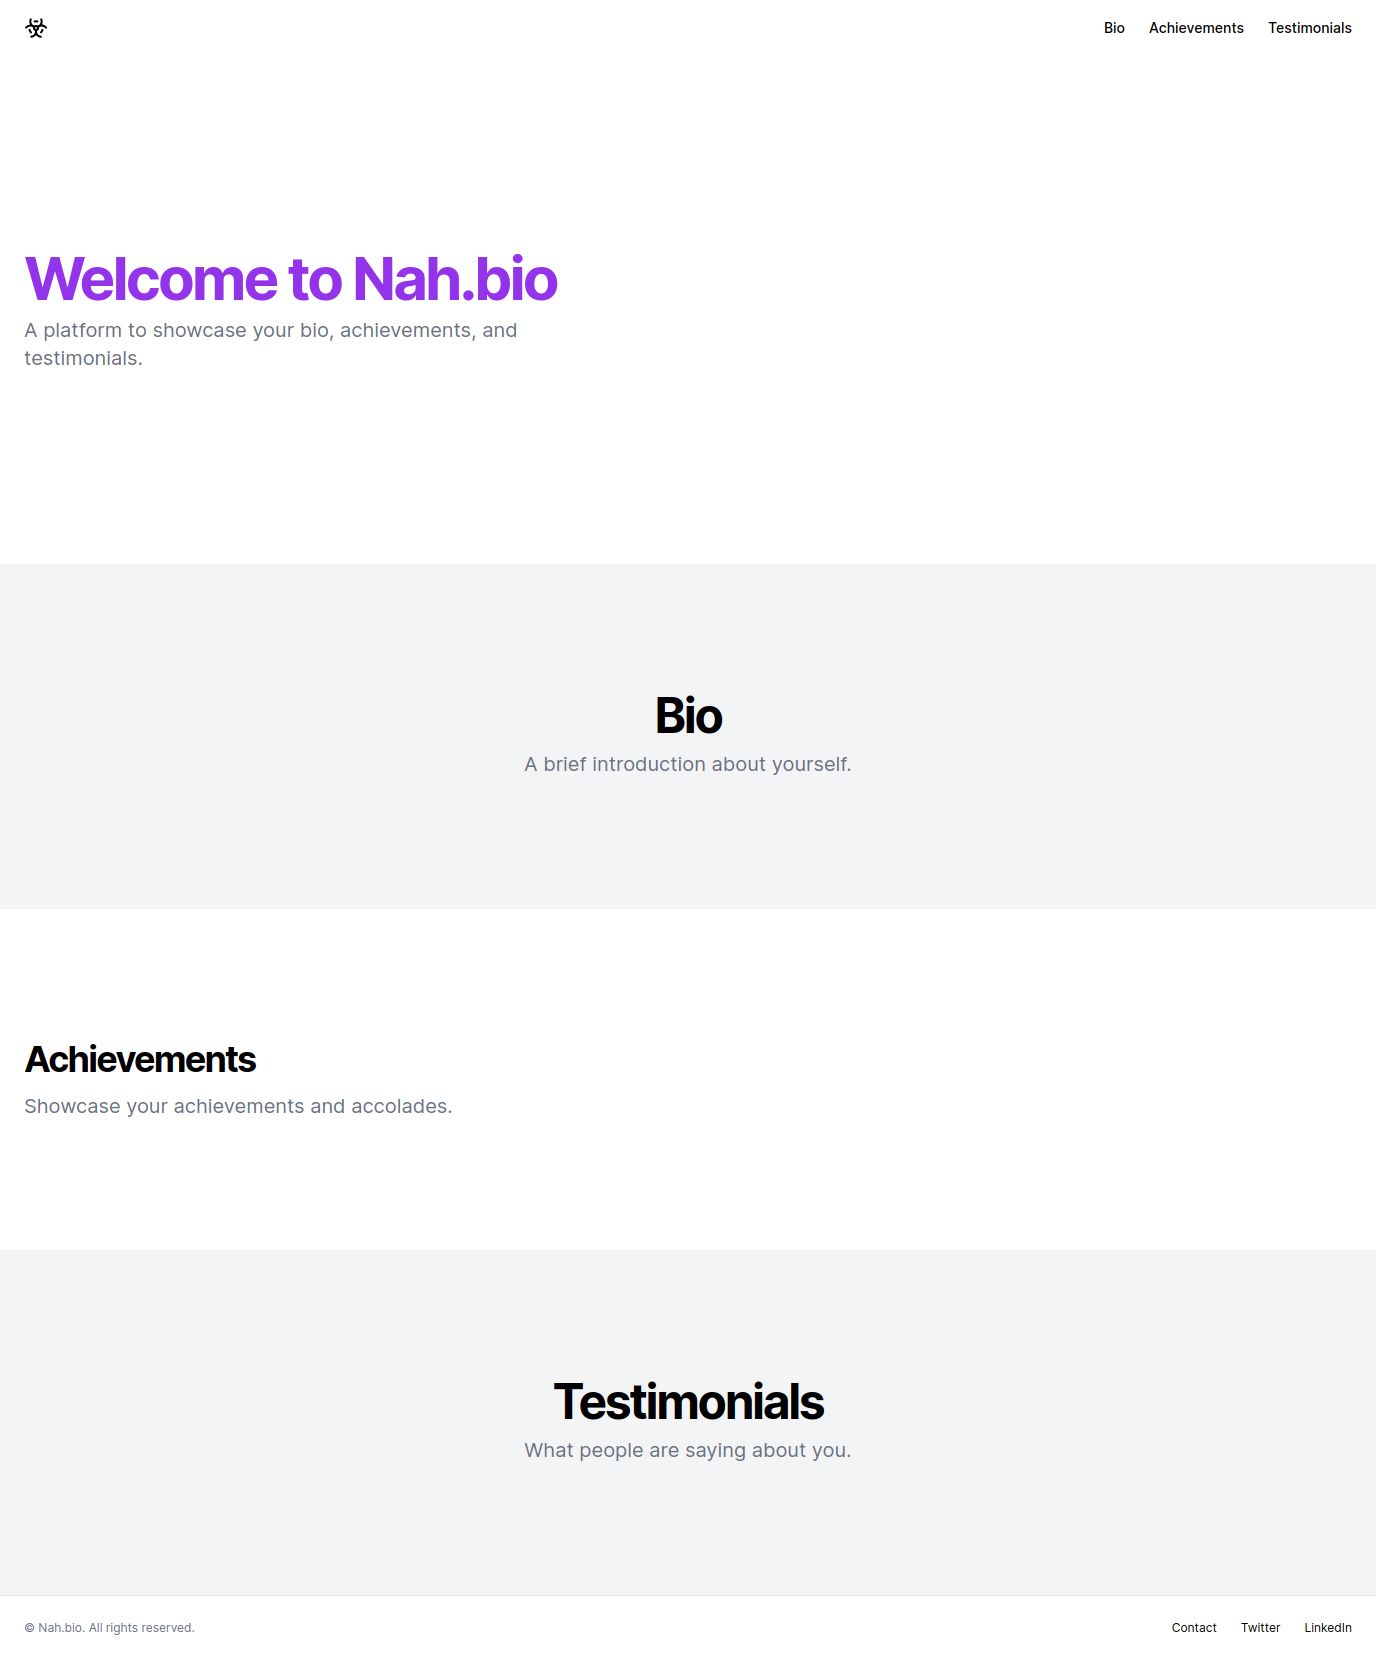 Bio Achievements Testimonials
Welcome to Nah.bio
A platform to showcase your bio, achievements, and
testimonials.
Bio
A brief introduction about yourself.
Achievements
Showcase your achievements and accolades.
Testimonials
What people are saying about you.
© Nah.bio. All rights reserved. Contact Twitter LinkedIn